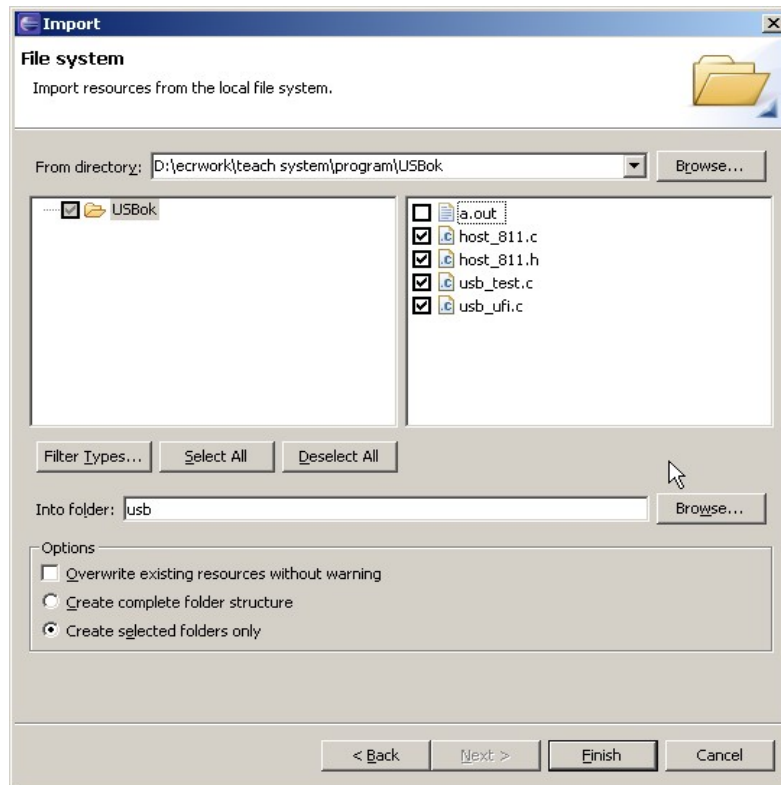 Import
File system
Import resources from the local file system.
From directory: D:\ecrwork\teach system\program\USBok Browse...
USBok
a.out
host_811.c
host_811.h
usb_test.c
usb_ufi.c
Filter Types... Select All Deselect All
Into folder: usb Browse...
Options
Overwrite existing resources without warning
Create complete folder structure
Create selected folders only
< Back Next > Finish Cancel